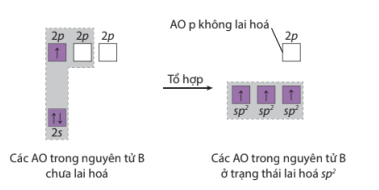 AO p không lai hoá
2p 2p 2p
2p
↑
Tổ hợp
↑ ↑ ↑
sp² sp² sp²
↑↓
2s
Các AO trong nguyên tử B
chưa lai hoá
Các AO trong nguyên tử B
ở trạng thái lai hoá sp²